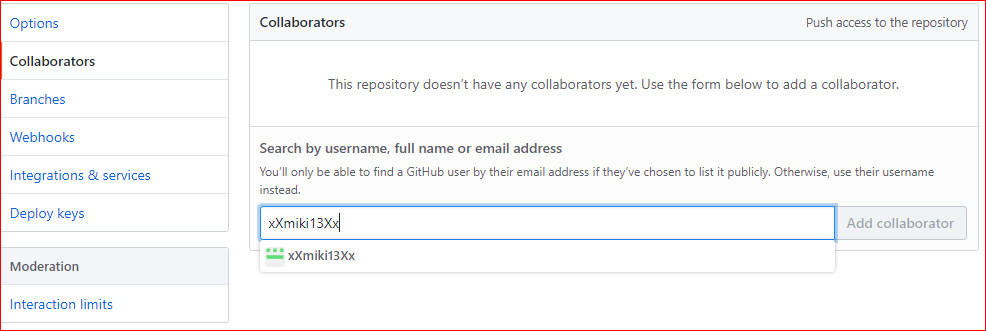 Options
Collaborators
Branches
Webhooks
Integrations & services
Deploy keys
Moderation
Interaction limits
Collaborators
Push access to the repository
This repository doesn't have any collaborators yet. Use the form below to add a collaborator.
Search by username, full name or email address
You'll only be able to find a GitHub user by their email address if they've chosen to list it publicly. Otherwise, use their username
instead.
xXmiki13Xx
Add collaborator
xXmiki13Xx